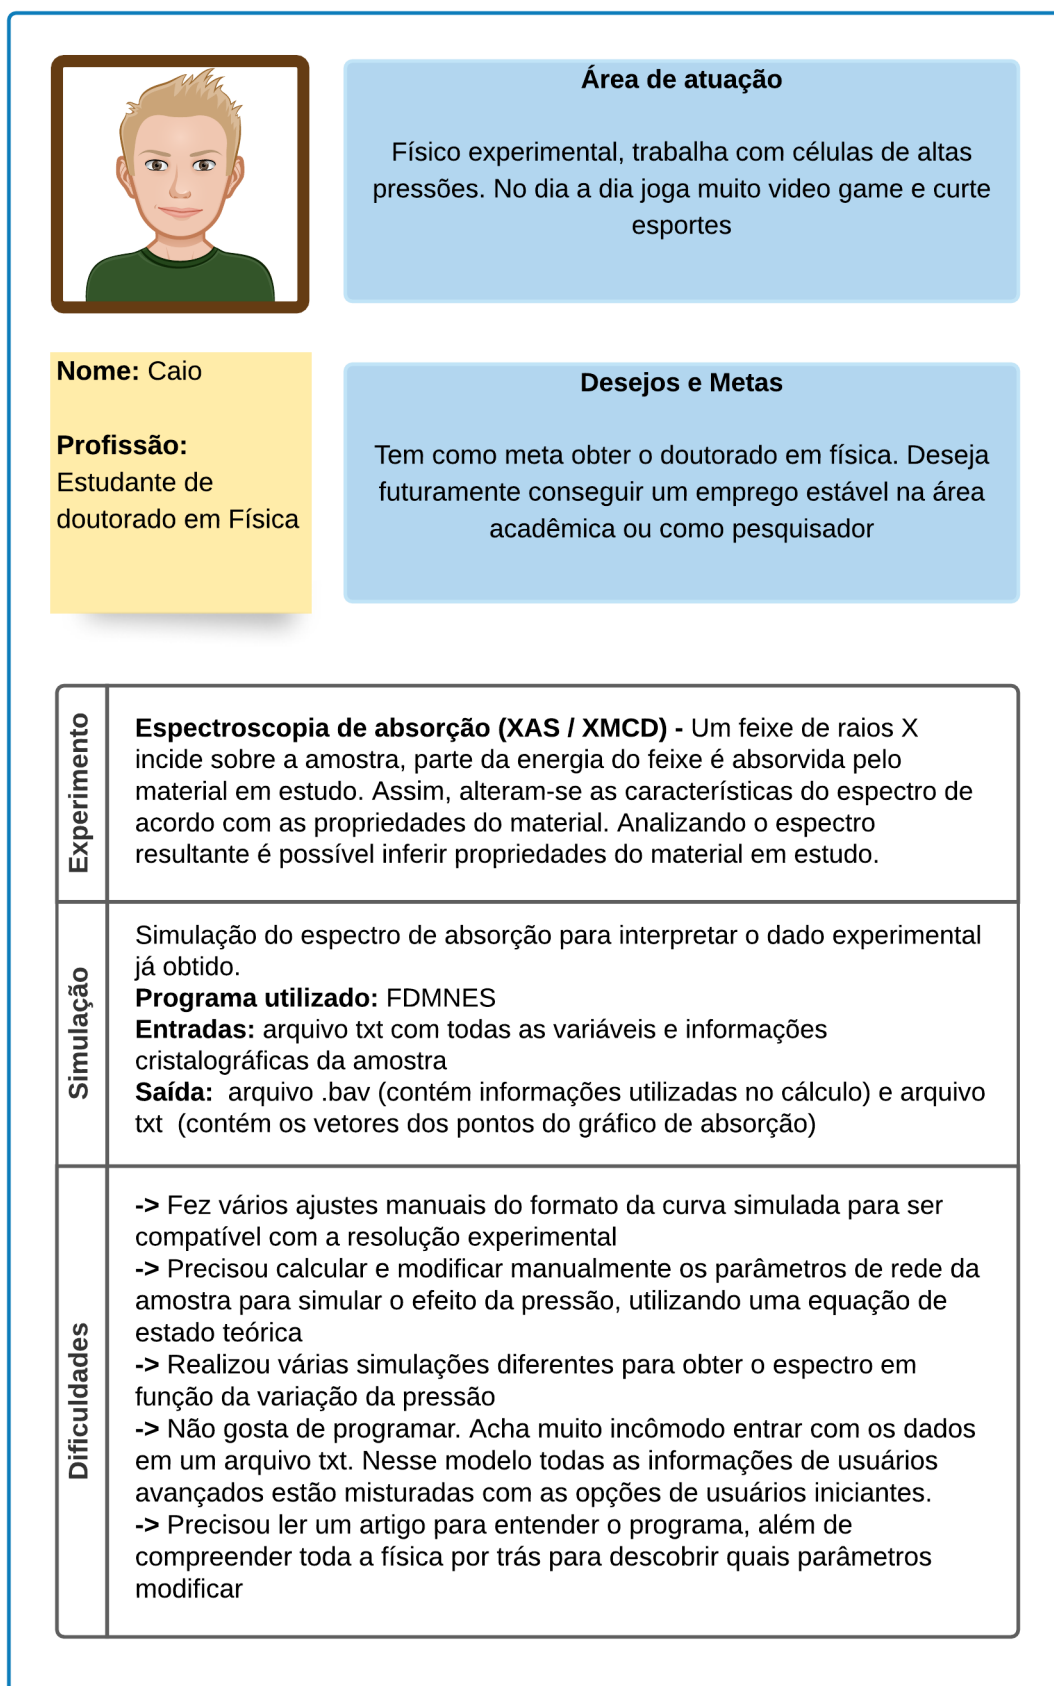 Área de atuação
Físico experimental, trabalha com células de altas
pressões. No dia a dia joga muito video game e curte
esportes
Nome: Caio
Profissão:
Estudante de
doutorado em Física
Desejos e Metas
Tem como meta obter o doutorado em física. Deseja
futuramente conseguir um emprego estável na área
acadêmica ou como pesquisador
Experimento
Espectroscopia de absorção (XAS / XMCD) - Um feixe de raios X
incide sobre a amostra, parte da energia do feixe é absorvida pelo
material em estudo. Assim, alteram-se as características do espectro de
acordo com as propriedades do material. Analizando o espectro
resultante é possível inferir propriedades do material em estudo.
Simulação
Simulação do espectro de absorção para interpretar o dado experimental
já obtido.
Programa utilizado: FDMNES
Entradas: arquivo txt com todas as variáveis e informações
cristalográficas da amostra
Saída:  arquivo .bav (contém informações utilizadas no cálculo) e arquivo
txt  (contém os vetores dos pontos do gráfico de absorção)
Dificuldades
-> Fez vários ajustes manuais do formato da curva simulada para ser
compatível com a resolução experimental
-> Precisou calcular e modificar manualmente os parâmetros de rede da
amostra para simular o efeito da pressão, utilizando uma equação de
estado teórica
-> Realizou várias simulações diferentes para obter o espectro em
função da variação da pressão
-> Não gosta de programar. Acha muito incômodo entrar com os dados
em um arquivo txt. Nesse modelo todas as informações de usuários
avançados estão misturadas com as opções de usuários iniciantes.
-> Precisou ler um artigo para entender o programa, além de
compreender toda a física por trás para descobrir quais parâmetros
modificar